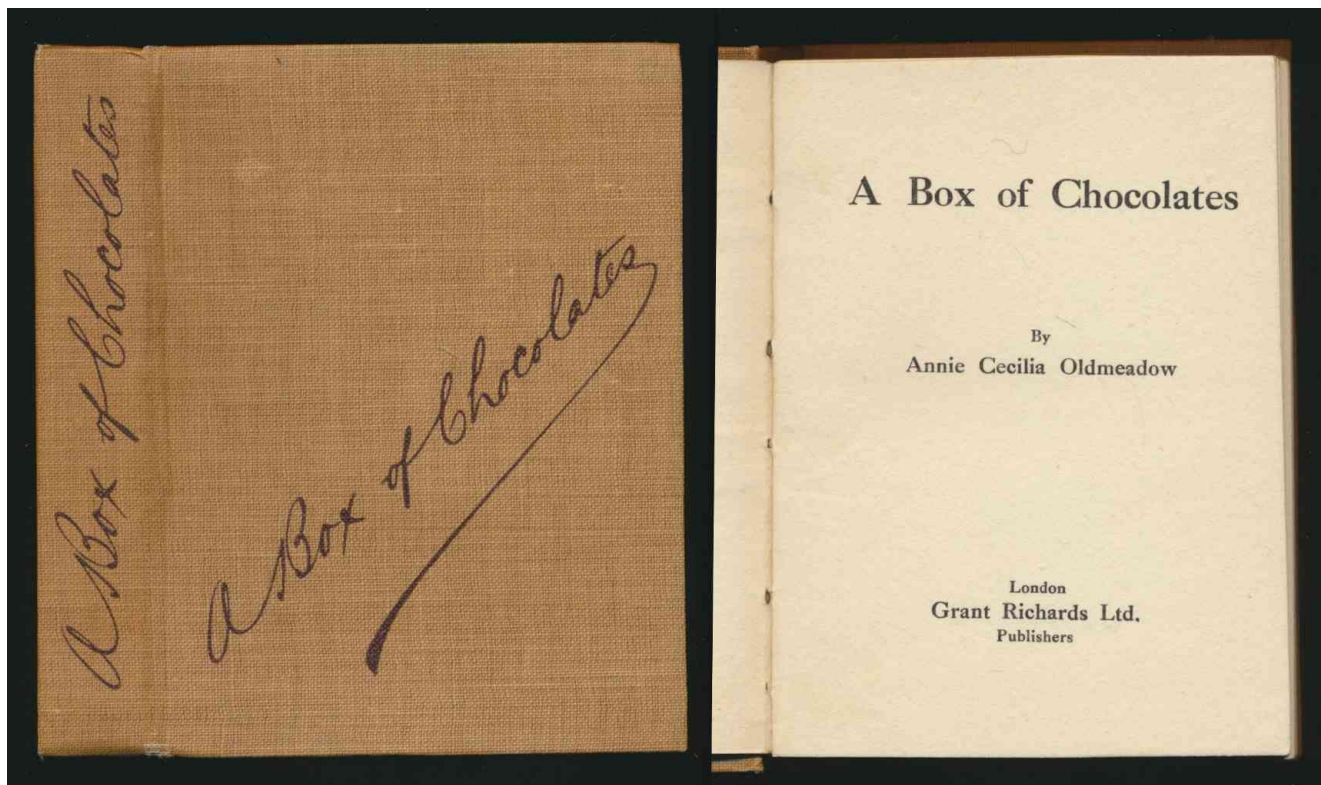 A Box of Chocolates
A Box of Chocolates
A Box of Chocolates
By
Annie Cecilia Oldmeadow
London
Grant Richards Ltd.
Publishers